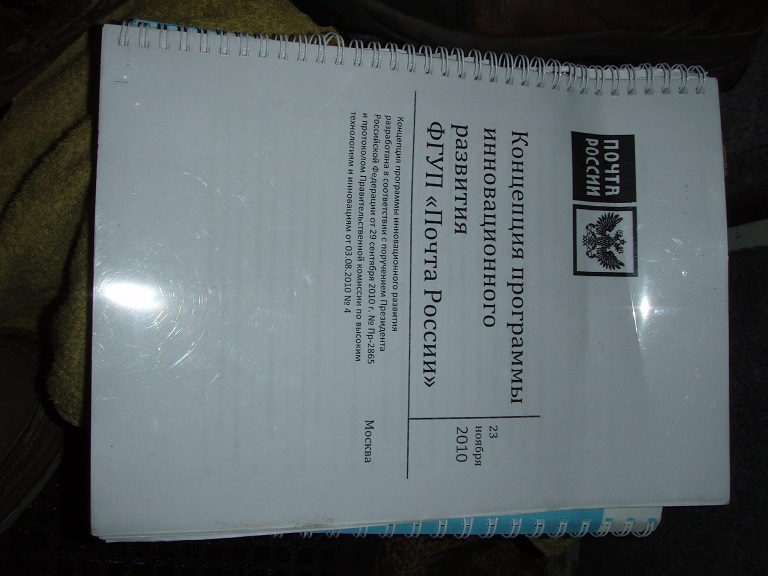 ПОЧТА
РОССИИ
Концепция программы
инновационного
развития
ФГУП «Почта России»
23
ноября
2010
Концепция программы инновационного развития
разработана в соответствии с поручением Президента
Российской Федерации от 29 сентября 2010 г. № Пр-2865
и протоколом Правительственной комиссии по высоким
технологиям и инновациям от 03.08.2010 № 4
Москва